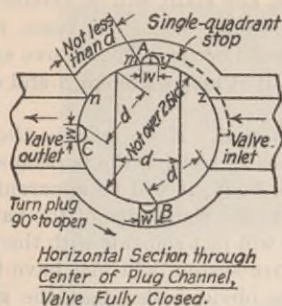 Not less
than d
Single-quadrant
stop
m
A
y
w
m
z
d
Not over 2.61d
Valve
outlet
w
C
d
d
Valve
inlet
Turn plug
90° to open
w
B
Horizontal Section through
Center of Plug Channel,
Valve Fully Closed.